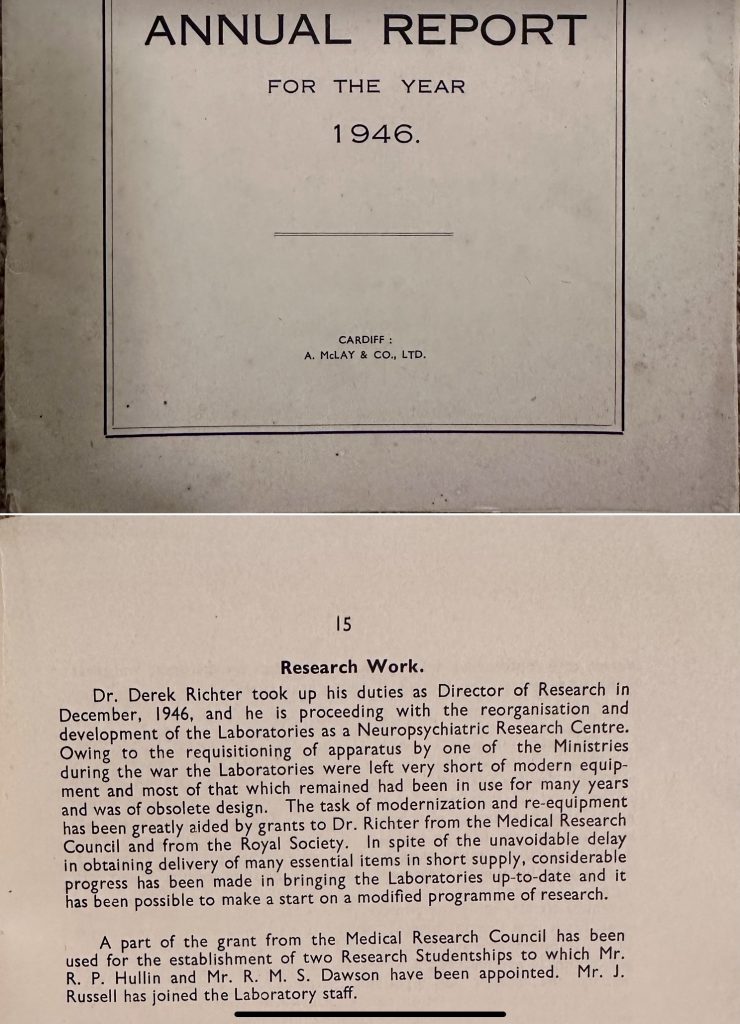 ANNUAL REPORT
FOR THE YEAR
1946.
CARDIFF :
A. McLAY & CO., LTD.
15
Research Work.
Dr. Derek Richter took up his duties as Director of Research in
December, 1946, and he is proceeding with the reorganisation and
development of the Laboratories as a Neuropsychiatric Research Centre.
Owing to the requisitioning of apparatus by one of the Ministries
during the war the Laboratories were left very short of modern equip-
ment and most of that which remained had been in use for many years
and was of obsolete design. The task of modernization and re-equipment
has been greatly aided by grants to Dr. Richter from the Medical Research
Council and from the Royal Society. In spite of the unavoidable delay
in obtaining delivery of many essential items in short supply, considerable
progress has been made in bringing the Laboratories up-to-date and it
has been possible to make a start on a modified programme of research.
A part of the grant from the Medical Research Council has been
used for the establishment of two Research Studentships to which Mr.
R. P. Hullin and Mr. R. M. S. Dawson have been appointed. Mr. J.
Russell has joined the Laboratory staff.